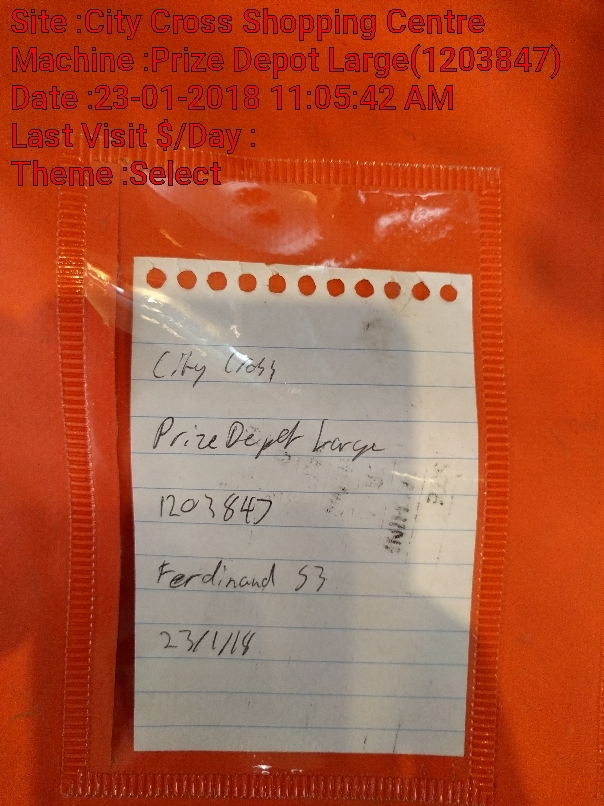 Site :City Cross Shopping Centre
Machine :Prize Depot Large(1203847)
Date :23-01-2018 11:05:42 AM
Last Visit $/Day :
Theme :Select
City Cross
Prize Depot Large
1203847
Ferdinand 53
23/1/18